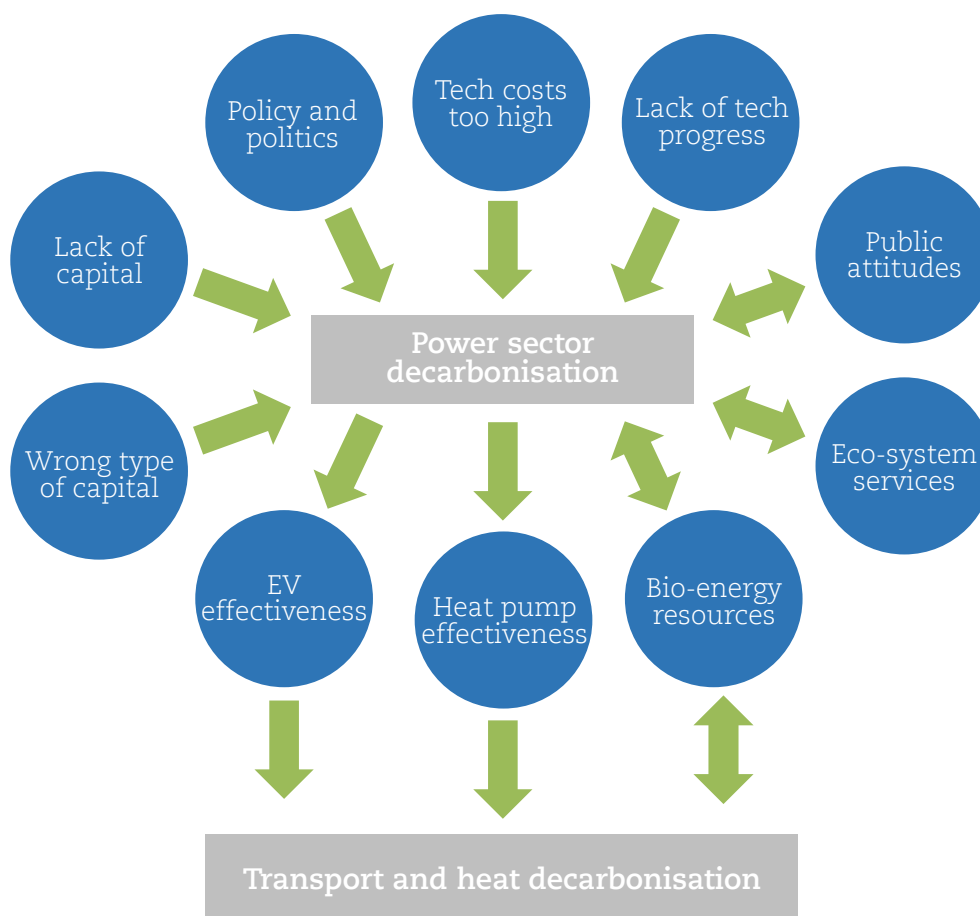 Tech costs
too high
Policy and
politics
Lack of tech
progress
Lack of
capital
Public
attitudes
Power sector
decarbonisation
Wrong type
of capital
Eco-system
services
EV
effectiveness
Heat pump
effectiveness
Bio-energy
resources
Transport and heat decarbonisation